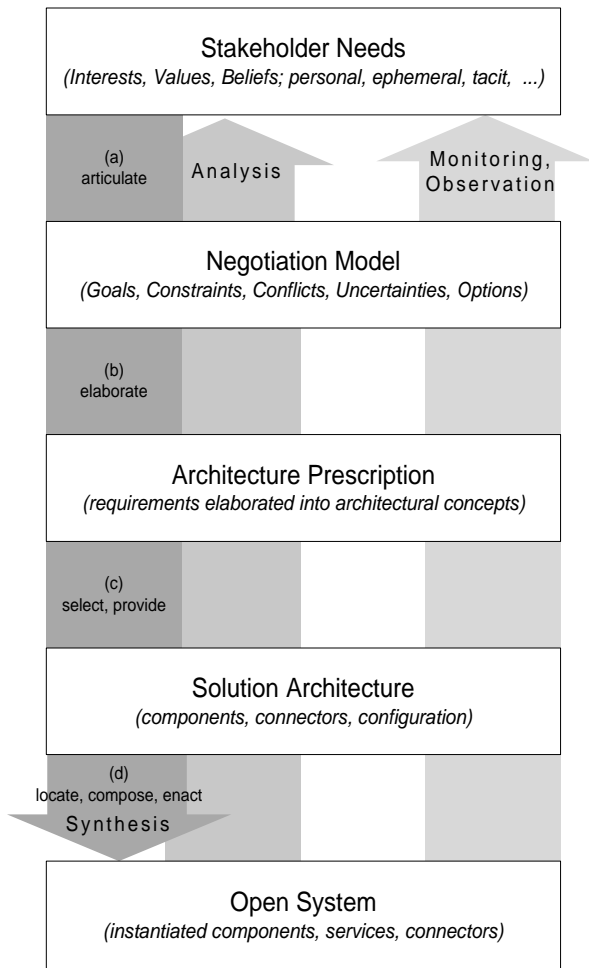 Stakeholder Needs
(Interests, Values, Beliefs; personal, ephemeral, tacit, ...)
(a)
articulate
Analysis
Monitoring,
Observation
Negotiation Model
(Goals, Constraints, Conflicts, Uncertainties, Options)
(b)
elaborate
Architecture Prescription
(requirements elaborated into architectural concepts)
(c)
select, provide
Solution Architecture
(components, connectors, configuration)
(d)
locate, compose, enact
Synthesis
Open System
(instantiated components, services, connectors)